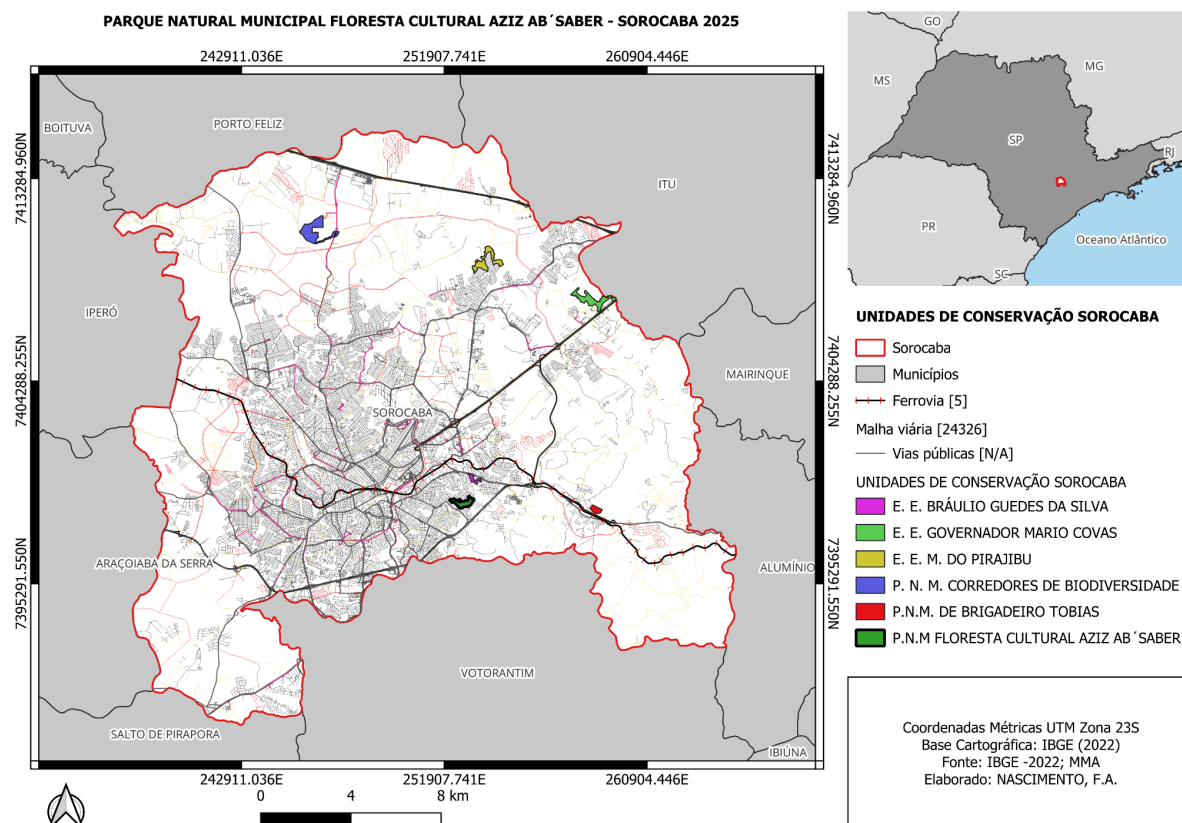 PARQUE NATURAL MUNICIPAL FLORESTA CULTURAL AZIZ AB´SABER - SOROCABA 2025
242911.036E 251907.741E 260904.446E
7413284.960N
7404288.255N
7395291.550N
BOITUVA
PORTO FELIZ
ITU
IPERÓ
MAIRINQUE
SOROCABA
ARAÇOIABA DA SERRA
ALUMÍNIO
VOTORANTIM
SALTO DE PIRAPORA
IBIÚNA
7413284.960N
7404288.255N
7395291.550N
242911.036E 251907.741E 260904.446E
0 4 8 km
GO
MS
MG
SP
RJ
PR
Oceano Atlântico
SC
UNIDADES DE CONSERVAÇÃO SOROCABA
Sorocaba
Municípios
Ferrovia [5]
Malha viária [24326]
Vias públicas [N/A]
UNIDADES DE CONSERVAÇÃO SOROCABA
E. E. BRÁULIO GUEDES DA SILVA
E. E. GOVERNADOR MARIO COVAS
E. E. M. DO PIRAJIBU
P. N. M. CORREDORES DE BIODIVERSIDADE
P.N.M. DE BRIGADEIRO TOBIAS
P.N.M FLORESTA CULTURAL AZIZ AB´SABER
Coordenadas Métricas UTM Zona 23S
Base Cartográfica: IBGE (2022)
Fonte: IBGE -2022; MMA
Elaborado: NASCIMENTO, F.A.